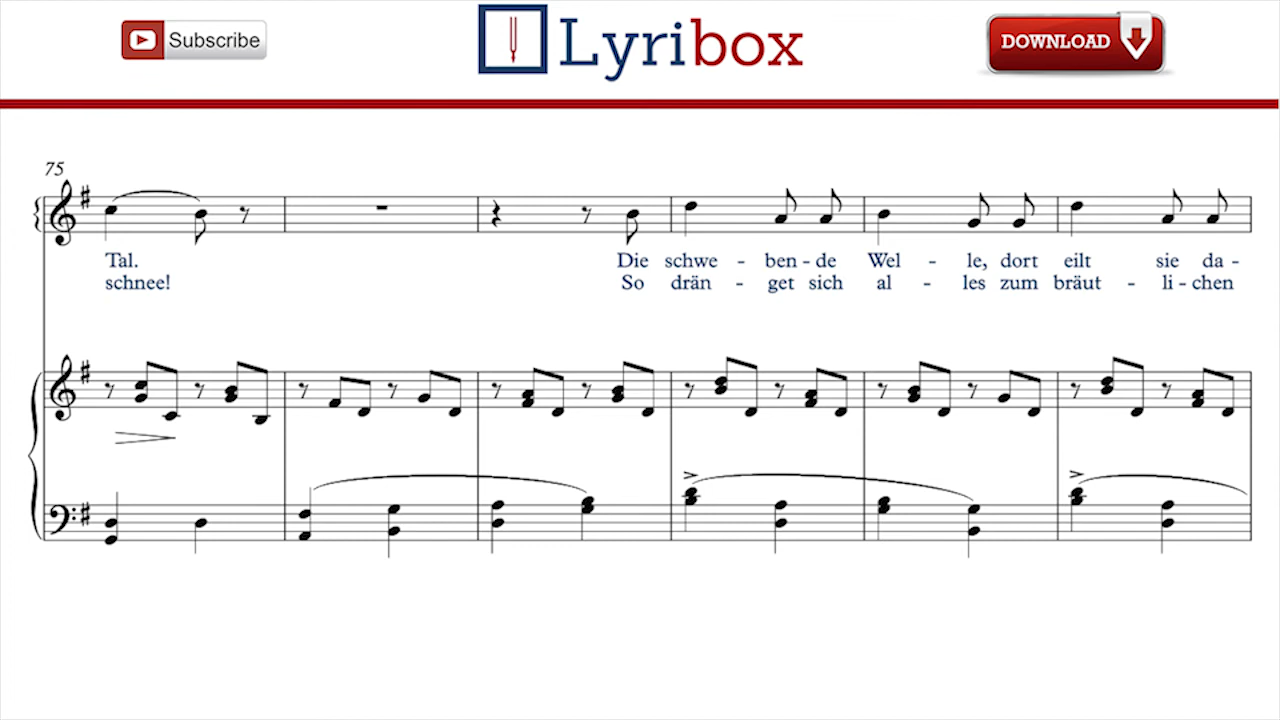 Subscribe
Lyribox
DOWNLOAD
75
Tal. Die schwe - ben - de Wel - le, dort eilt sie da -
schnee! So drän - get sich al - les zum bräut - li - chen